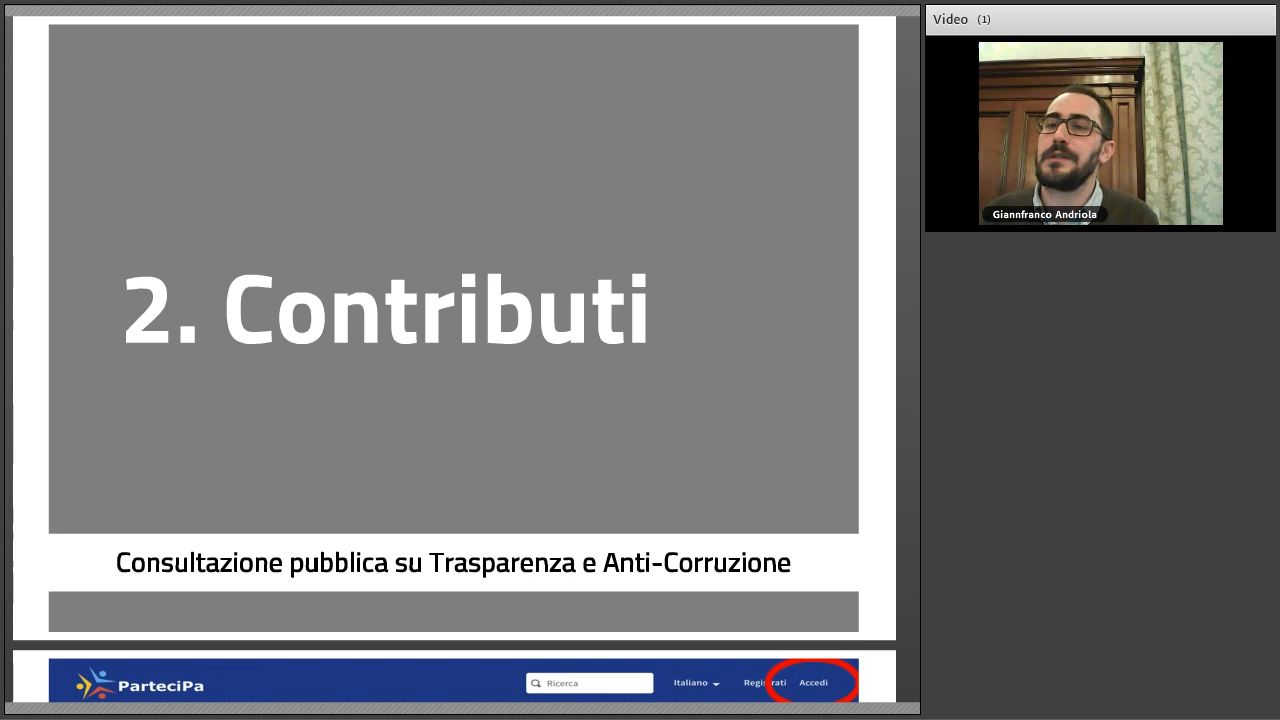 Video (1)
Giannfranco Andriola
2. Contributi
Consultazione pubblica su Trasparenza e Anti-Corruzione
ParteciPa
Ricerca
Italiano
Registrati
Accedi